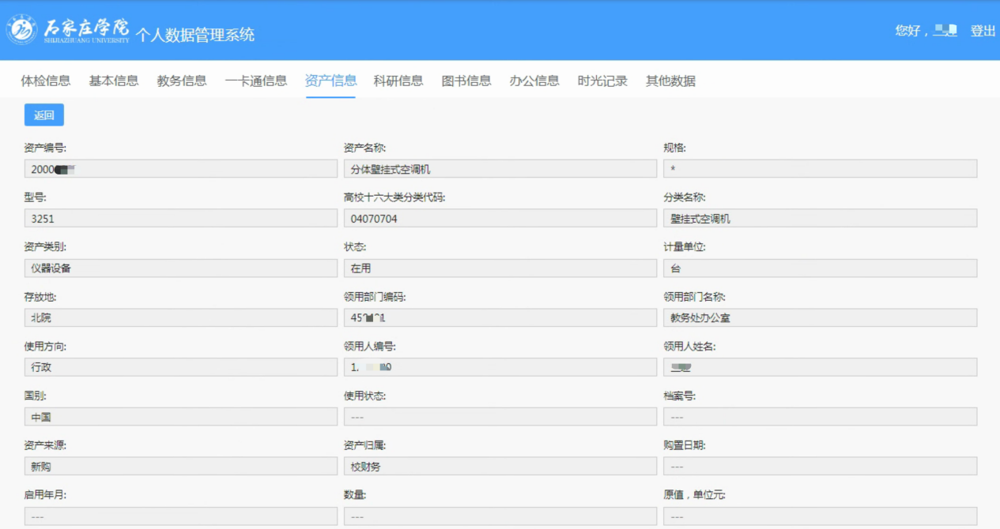 石家庄学院
SHIJIAZHUANG UNIVERSITY
个人数据管理系统
您好，
登出
体检信息 基本信息 教务信息 一卡通信息 资产信息 科研信息 图书信息 办公信息 时光记录 其他数据
返回
资产编号: 资产名称: 规格:
2000 分体壁挂式空调机 *
型号: 高校十六大类分类代码: 分类名称:
3251 04070704 壁挂式空调机
资产类别: 状态: 计量单位:
仪器设备 在用 台
存放地: 领用部门编码: 领用部门名称:
北院 45 教务处办公室
使用方向: 领用人编号: 领用人姓名:
行政 1.
国别: 使用状态: 档案号:
中国 --- ---
资产来源: 资产归属: 购置日期:
新购 校财务 ---
启用年月: 数量: 原值，单位元:
--- --- ---